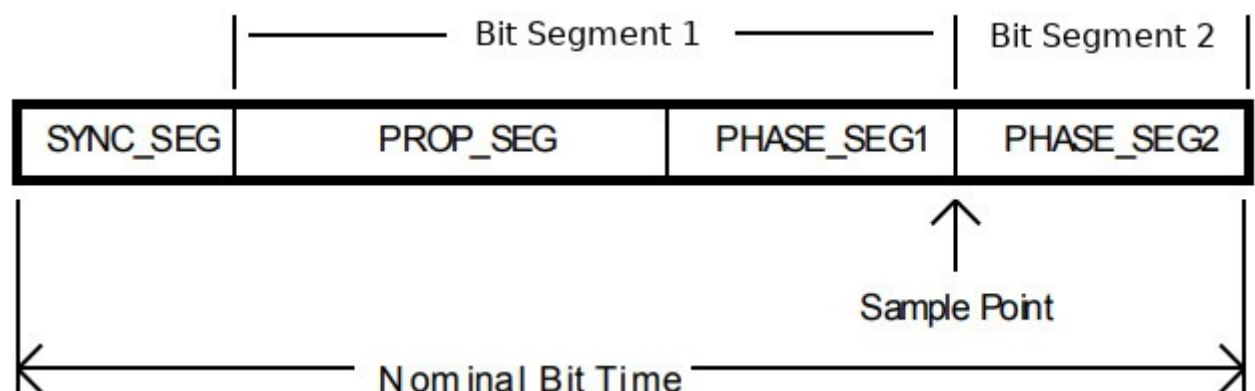 Bit Segment 1
Bit Segment 2
SYNC_SEG
PROP_SEG
PHASE_SEG1
PHASE_SEG2
Sample Point
Nominal Bit Time